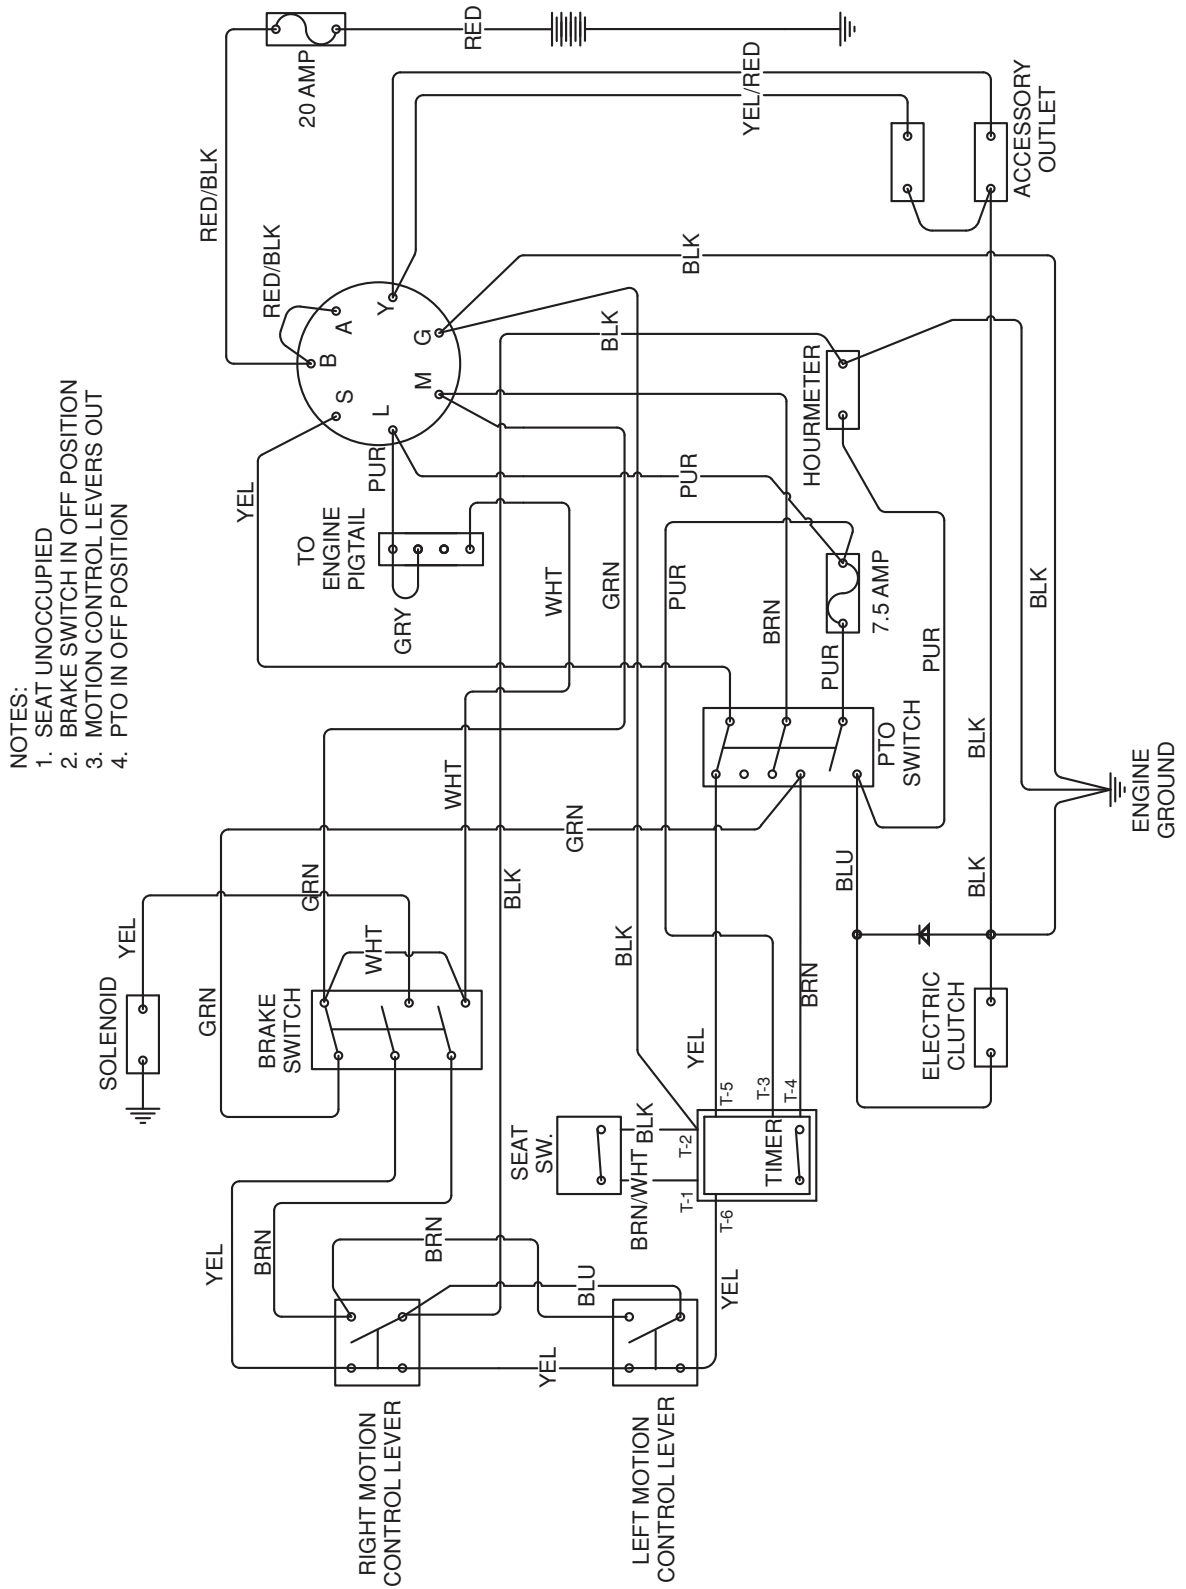 NOTES:
1. SEAT UNOCCUPIED
2. BRAKE SWITCH IN OFF POSITION
3. MOTION CONTROL LEVERS OUT
4. PTO IN OFF POSITION
SOLENOID
YEL
GRN
RED/BLK
YEL
BRN
YEL
RED/BLK
BRAKE
SWITCH
GRN
20 AMP
TO
ENGINE
PIGTAIL
B
A
S
L
Y
G
M
RIGHT MOTION
CONTROL LEVER
WHT
PUR
GRY
BRN
WHT
RED
BLK
SEAT
SW.
YEL
WHT
GRN
BLU
GRN
BLK
BLK
BRN/WHT
BLK
LEFT MOTION
CONTROL LEVER
PUR
PUR
BLK
T-1
T-2
YEL
YEL
T-6
T-5
YEL/RED
T-3
TIMER
T-4
BRN
BRN
HOURMETER
PUR
BLU
7.5 AMP
PTO
SWITCH
PUR
ELECTRIC
CLUTCH
BLK
BLK
ACCESSORY
OUTLET
BLK
ENGINE
GROUND